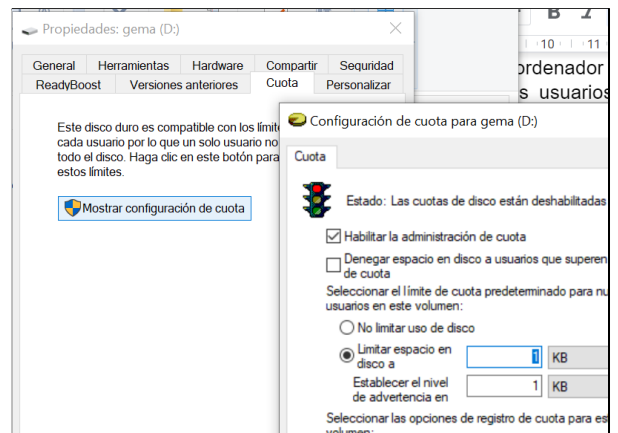 Propiedades: gema (D:)
General Herramientas Hardware Compartir Seguridad
ReadyBoost Versiones anteriores Cuota Personalizar
Este disco duro es compatible con los
cada usuario por lo que un solo usuario no
todo el disco. Haga clic en este botón para
estos límites.
Mostrar configuración de cuota
Configuración de cuota para gema (D:)
Cuota
Estado: Las cuotas de disco están deshabilitadas
Habilitar la administración de cuota
Denegar espacio en disco a usuarios que superen
de cuota
Seleccionar el límite de cuota predeterminado para
usuarios en este volumen:
No limitar uso de disco
Limitar espacio en
disco a
1 KB
Establecer el nivel
de advertencia en
1 KB
Seleccionar las opciones de registro de cuota para
volumen:
10 11
ordenador
s usuarios